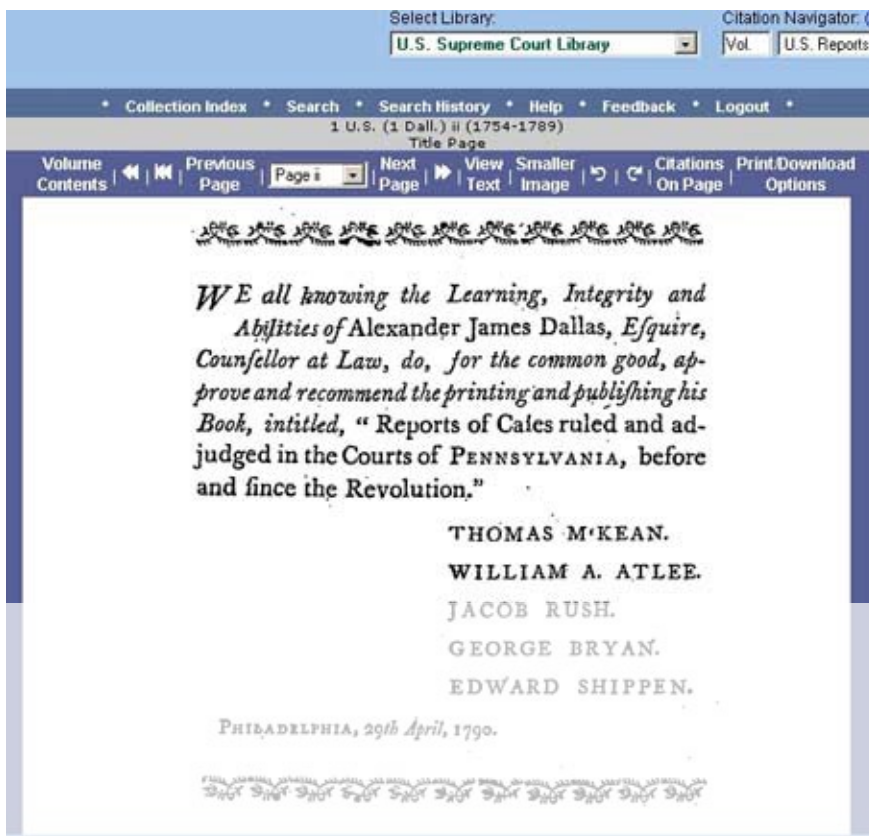 Select Library:
Citation Navigator: (
U.S. Supreme Court Library
Vol.
U.S. Reports
* Collection Index * Search * Search History * Help * Feedback * Logout *
1 U.S. (1 Dall.) ii (1754-1789)
Title Page
Volume Contents | | | Previous Page | Page ii | Next Page | | View Text | Smaller Image | | | Citations On Page | Print/Download Options
WE all knowing the Learning, Integrity and
Abiſities of Alexander James Dallas, Eſquire,
Counſellor at Law, do, for the common good, ap-
prove and recommend the printing and publiſhing his
Book, intitled, “ Reports of Caſes ruled and ad-
judged in the Courts of PENNSYLVANIA, before
and ſince the Revolution.”
THOMAS M‘KEAN.
WILLIAM A. ATLEE.
JACOB RUSH.
GEORGE BRYAN.
EDWARD SHIPPEN.
PHILADELPHIA, 29th April, 1790.